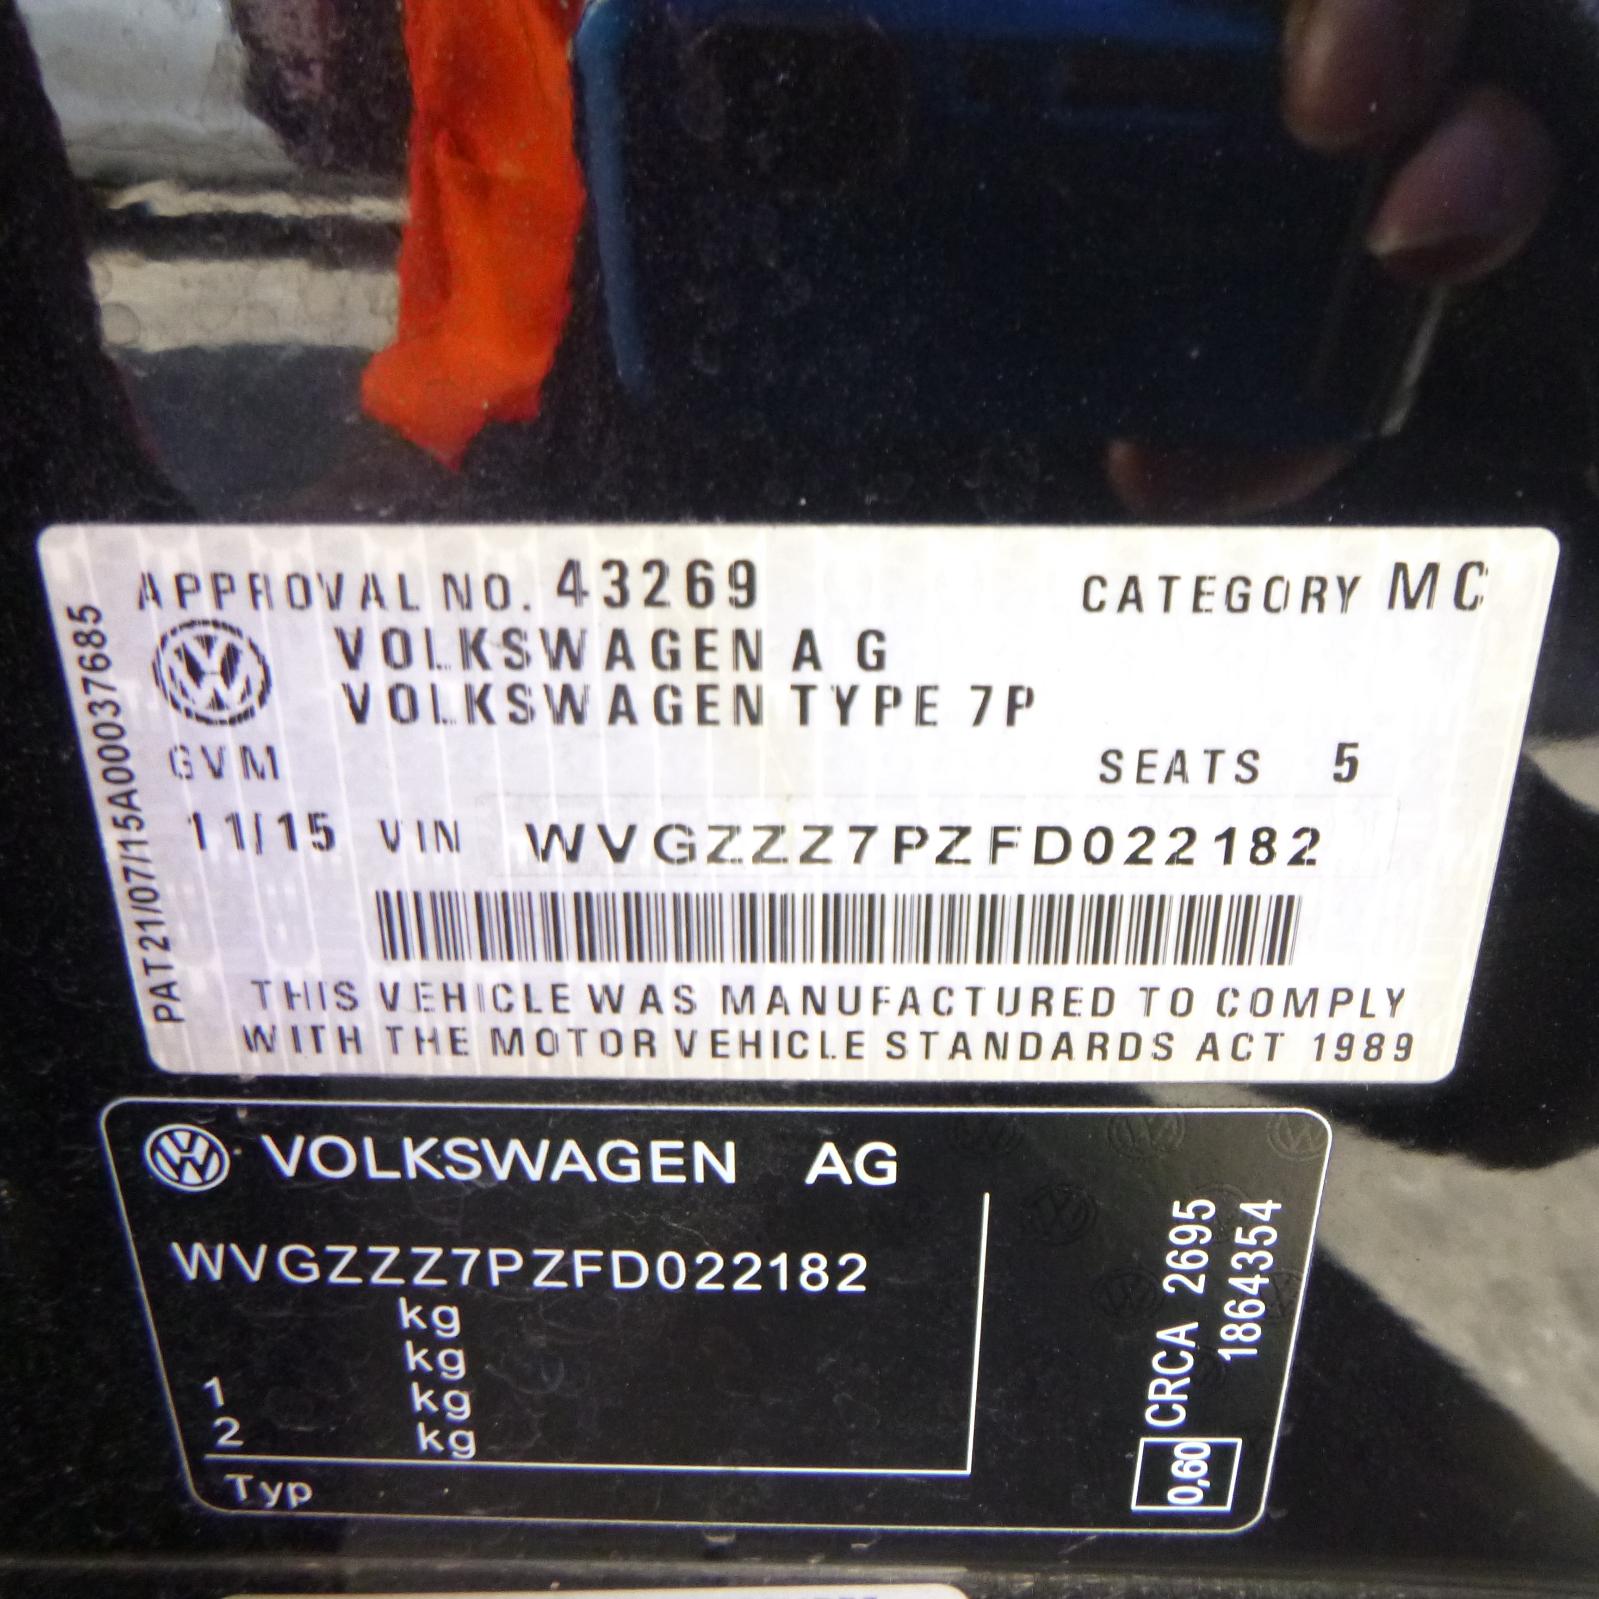 APPROVAL NO. 43269 CATEGORY MC
VOLKSWAGEN AG
VOLKSWAGEN TYPE 7P
GVM SEATS 5
11/15 VIN WVGZZZ7PZFD022182
THIS VEHICLE WAS MANUFACTURED TO COMPLY
WITH THE MOTOR VEHICLE STANDARDS ACT 1989
PAT21/07/15A00037685
VOLKSWAGEN AG
WVGZZZ7PZFD022182
kg
kg
1 kg
2 kg
Typ
0,60 CRCA 2695
1864354